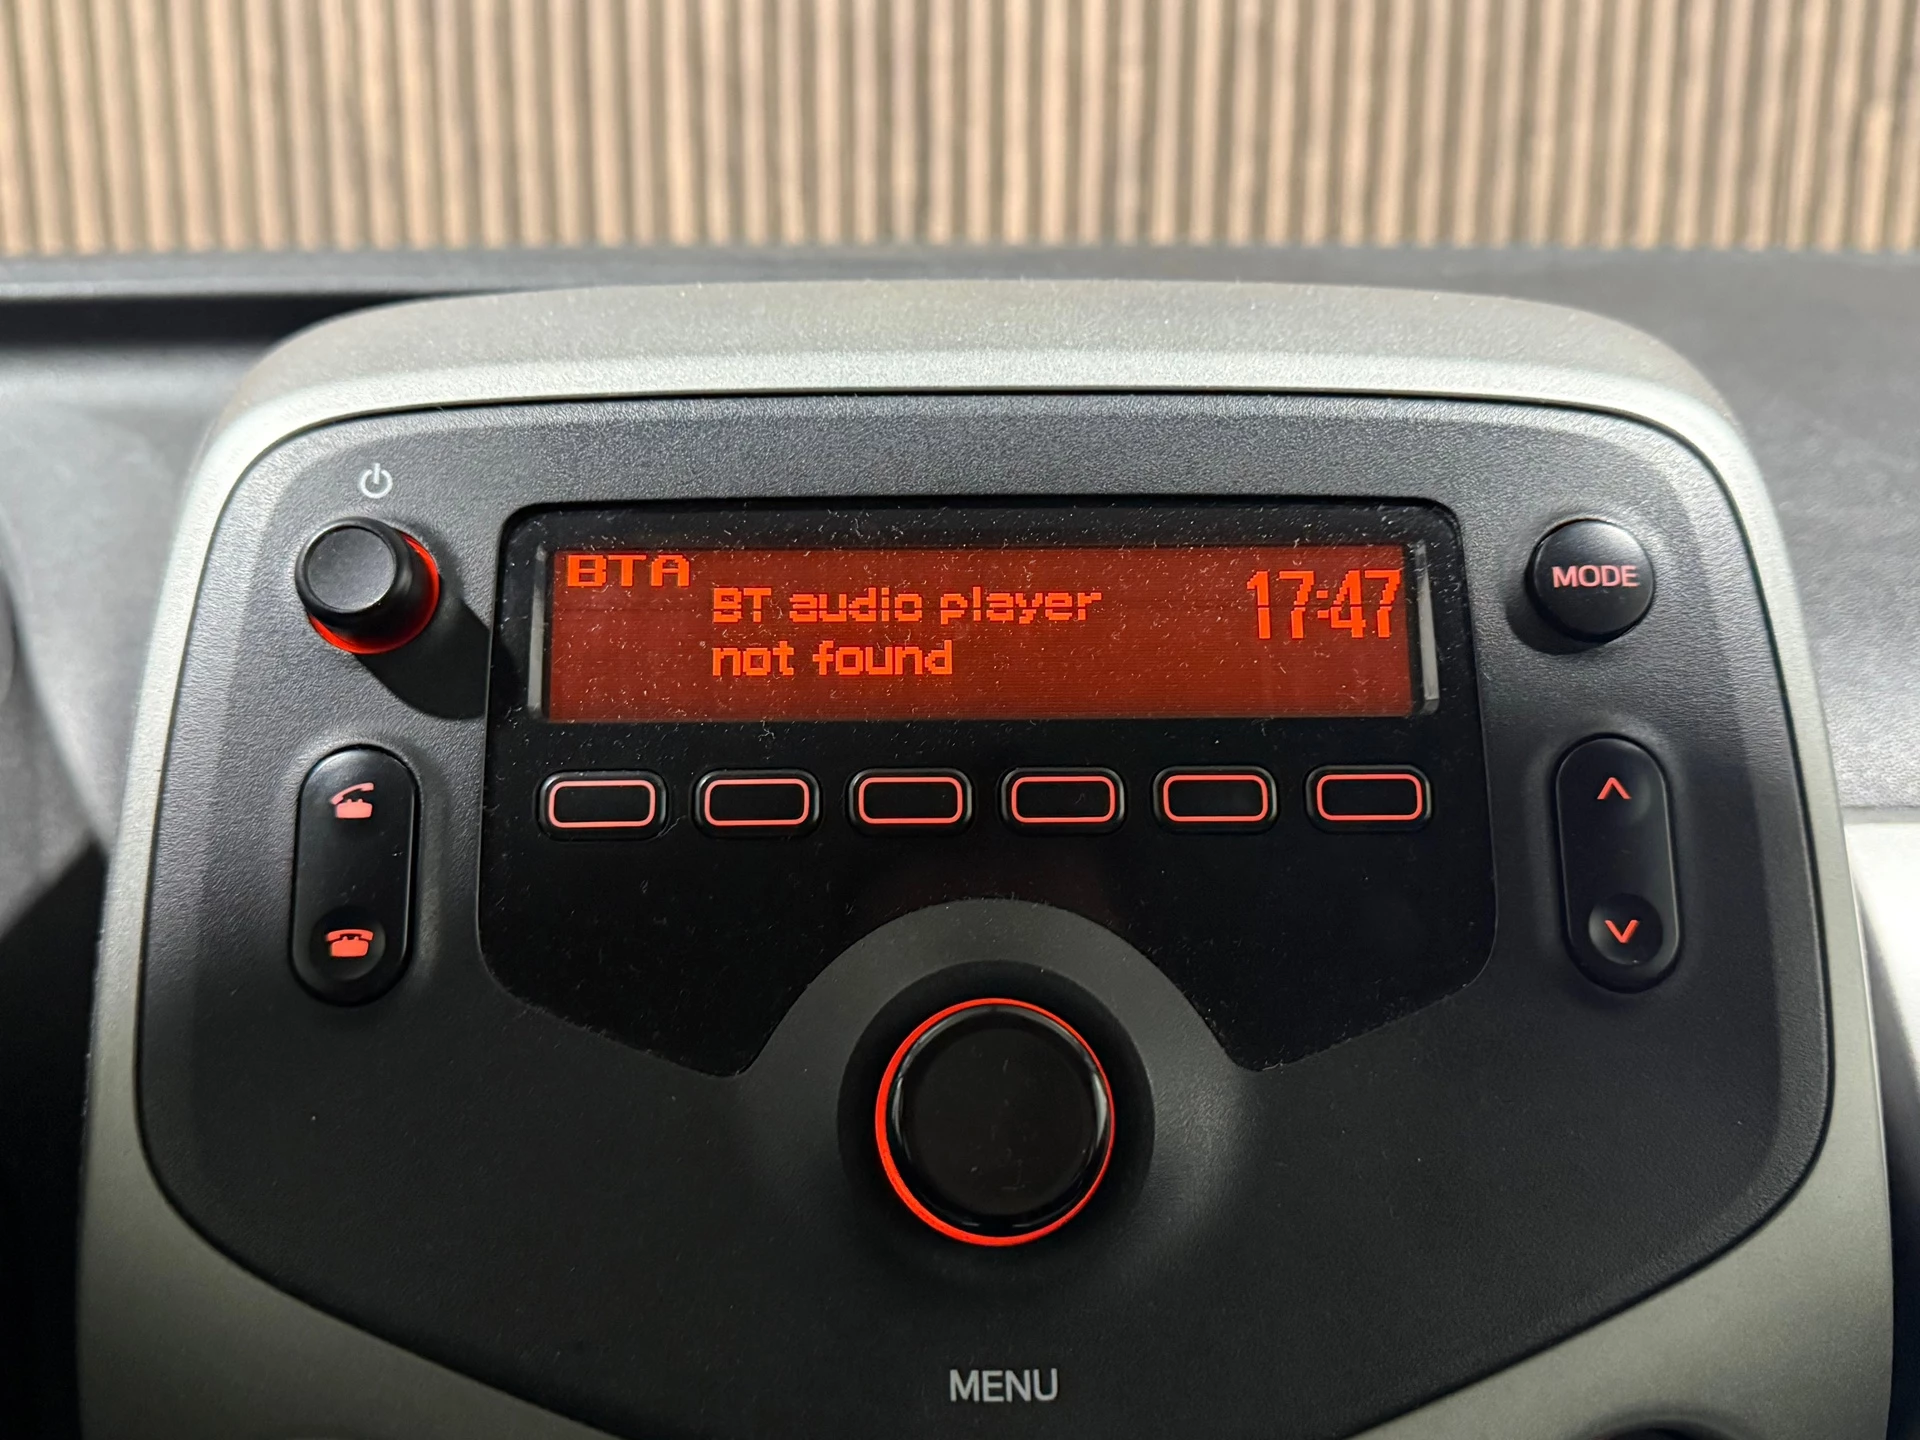 BTA
BT audio player
not found
17:47
MODE
MENU